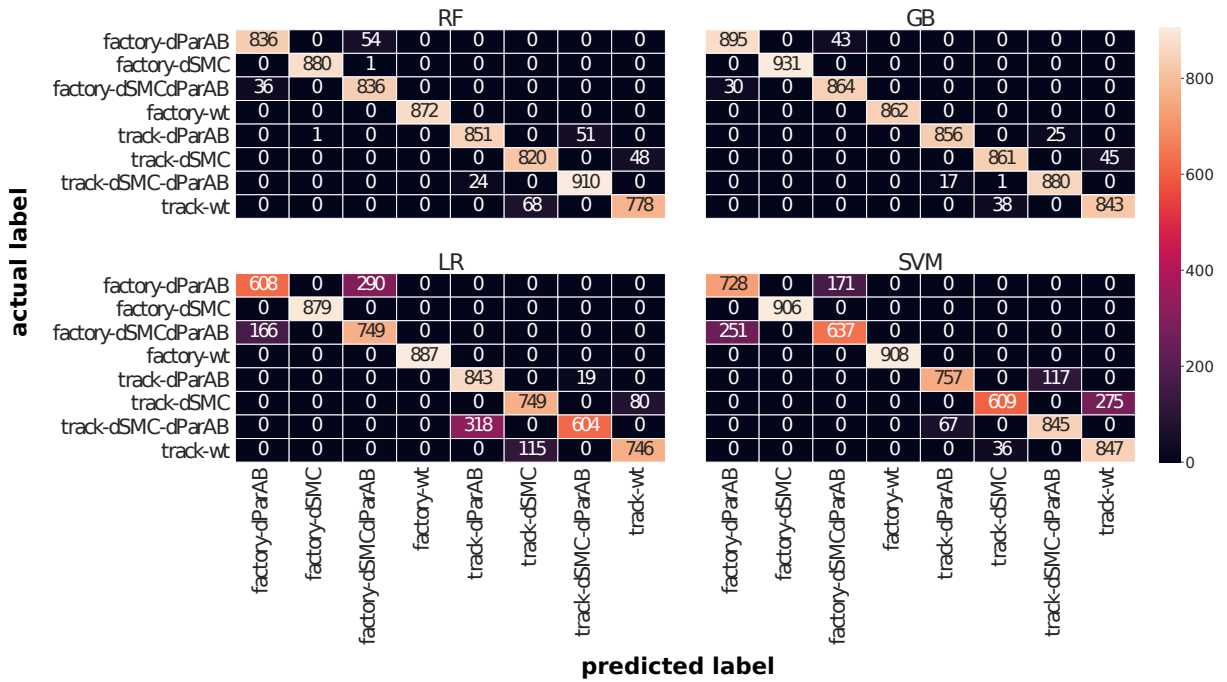 RF GB
factory-dParAB 836 0 54 0 0 0 0 0 895 0 43 0 0 0 0 0
factory-dSMC 0 880 1 0 0 0 0 0 0 931 0 0 0 0 0 0
factory-dSMCdParAB 36 0 836 0 0 0 0 0 30 0 864 0 0 0 0 0
factory-wt 0 0 0 872 0 0 0 0 0 0 0 862 0 0 0 0
track-dParAB 0 1 0 0 851 0 51 0 0 0 0 0 856 0 25 0
track-dSMC 0 0 0 0 0 820 0 48 0 0 0 0 0 861 0 45
track-dSMC-dParAB 0 0 0 0 24 0 910 0 0 0 0 0 17 1 880 0
track-wt 0 0 0 0 0 68 0 778 0 0 0 0 0 38 0 843
800
600
400
200
0
actual label
LR SVM
factory-dParAB 608 0 290 0 0 0 0 0 728 0 171 0 0 0 0 0
factory-dSMC 0 879 0 0 0 0 0 0 0 906 0 0 0 0 0 0
factory-dSMCdParAB 166 0 749 0 0 0 0 0 251 0 637 0 0 0 0 0
factory-wt 0 0 0 887 0 0 0 0 0 0 0 908 0 0 0 0
track-dParAB 0 0 0 0 843 0 19 0 0 0 0 0 757 0 117 0
track-dSMC 0 0 0 0 0 749 0 80 0 0 0 0 0 609 0 275
track-dSMC-dParAB 0 0 0 0 318 0 604 0 0 0 0 0 67 0 845 0
track-wt 0 0 0 0 0 115 0 746 0 0 0 0 0 36 0 847
factory-dParAB
factory-dSMC
factory-dSMCdParAB
factory-wt
track-dParAB
track-dSMC
track-dSMC-dParAB
track-wt
factory-dParAB
factory-dSMC
factory-dSMCdParAB
factory-wt
track-dParAB
track-dSMC
track-dSMC-dParAB
track-wt
predicted label